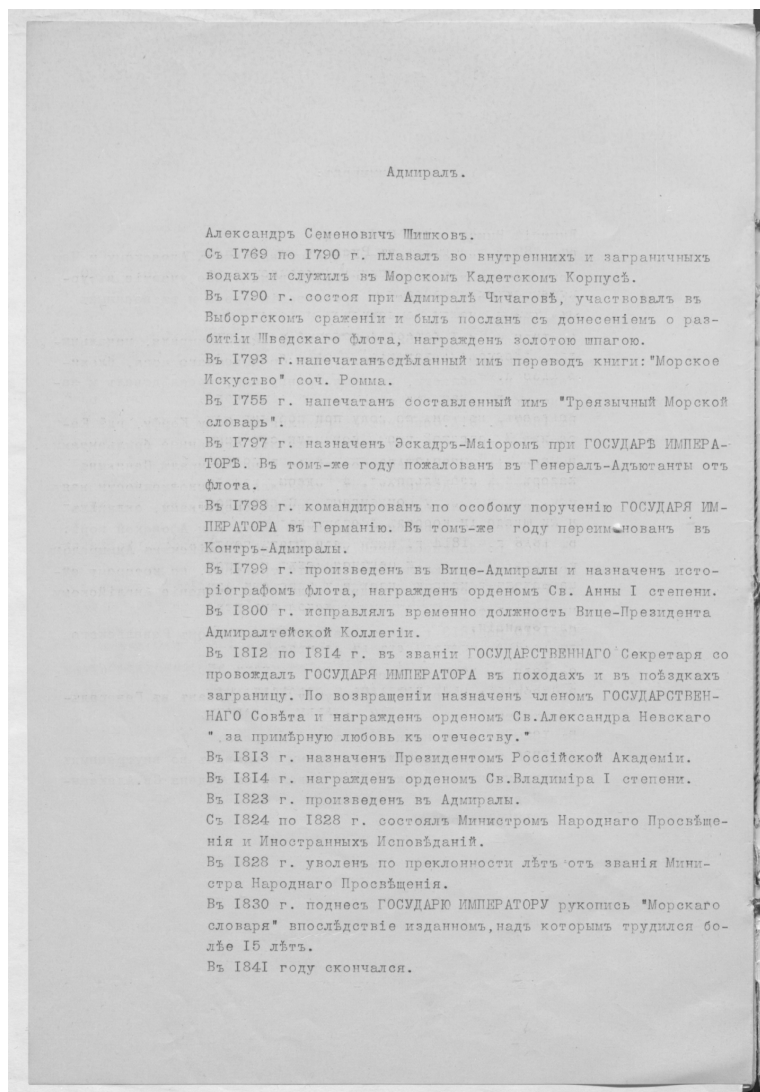 Адмиралъ.
Александръ Семеновичъ Шишковъ.
Съ I769 по I790 г. плавалъ во внутреннихъ и заграничныхъ
водахъ и служилъ въ Морскомъ Кадетскомъ Корпусѣ.
Въ I790 г. состоя при Адмиралѣ Чичаговѣ, участвовалъ въ
Выборгскомъ сраженіи и былъ посланъ съ донесеніемъ о раз-
битіи Шведскаго флота, награжденъ золотою шпагою.
Въ I793 г.напечатанъсдѣланный имъ переводъ книги:"Морское
Искуство" соч. Ромма.
Въ I755 г. напечатанъ составленный имъ "Треязычный Морской
словарь".
Въ I797 г. назначенъ Эскадръ-Маіоромъ при ГОСУДАРѢ ИМПЕРА-
ТОРѢ. Въ томъ-же году пожалованъ въ Генералъ-Адъютанты отъ
флота.
Въ I798 г. командированъ по особому порученію ГОСУДАРЯ ИМ-
ПЕРАТОРА въ Германію. Въ томъ-же году переименованъ въ
Контръ-Адмиралы.
Въ I799 г. произведенъ въ Вице-Адмиралы и назначенъ исто-
ріографомъ флота, награжденъ орденомъ Св. Анны I степени.
Въ I800 г. исправлялъ временно должность Вице-Президента
Адмиралтейской Коллегіи.
Въ I8I2 по I8I4 г. въ званіи ГОСУДАРСТВЕННАГО Секретаря со
провождалъ ГОСУДАРЯ ИМПЕРАТОРА въ походахъ и въ поѣздкахъ
заграницу. По возвращеніи назначенъ членомъ ГОСУДАРСТВЕН-
НАГО Совѣта и награжденъ орденомъ Св.Александра Невскаго
" за примѣрную любовь къ отечеству."
Въ I8I3 г. назначенъ Президентомъ Россійской Академіи.
Въ I8I4 г. награжденъ орденомъ Св.Владиміра I степени.
Въ I823 г. произведенъ въ Адмиралы.
Съ I824 по I828 г. состоялъ Министромъ Народнаго Просвѣще-
нія и Иностранныхъ Исповѣданій.
Въ I828 г. уволенъ по преклонности лѣтъ отъ званія Мини-
стра Народнаго Просвѣщенія.
Въ I830 г. поднесъ ГОСУДАРЮ ИМПЕРАТОРУ рукопись "Морскаго
словаря" впослѣдствіе изданномъ,надъ которымъ трудился бо-
лѣе I5 лѣтъ.
Въ I84I году скончался.